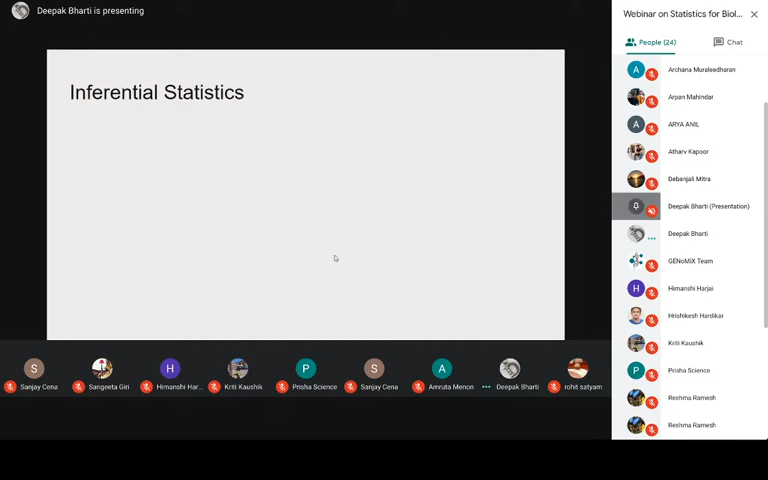 Deepak Bharti is presenting
Inferential Statistics
Sanjay Cena
Sangeeta Giri
H
Himanshi Har...
Kriti Kaushik
P
Prisha Science
S
Sanjay Cena
A
Amruta Menon
Deepak Bharti
rohit satyam
S
Webinar on Statistics for Biol...
People (24)
Chat
A
Archana Muraleedharan
Arpan Mahindar
A
ARYA ANIL
Atharv Kapoor
Debanjali Mitra
Deepak Bharti (Presentation)
Deepak Bharti
GENoMiX Team
H
Himanshi Harjai
Hrishikesh Hardikar
Kriti Kaushik
P
Prisha Science
Reshma Ramesh
Reshma Ramesh